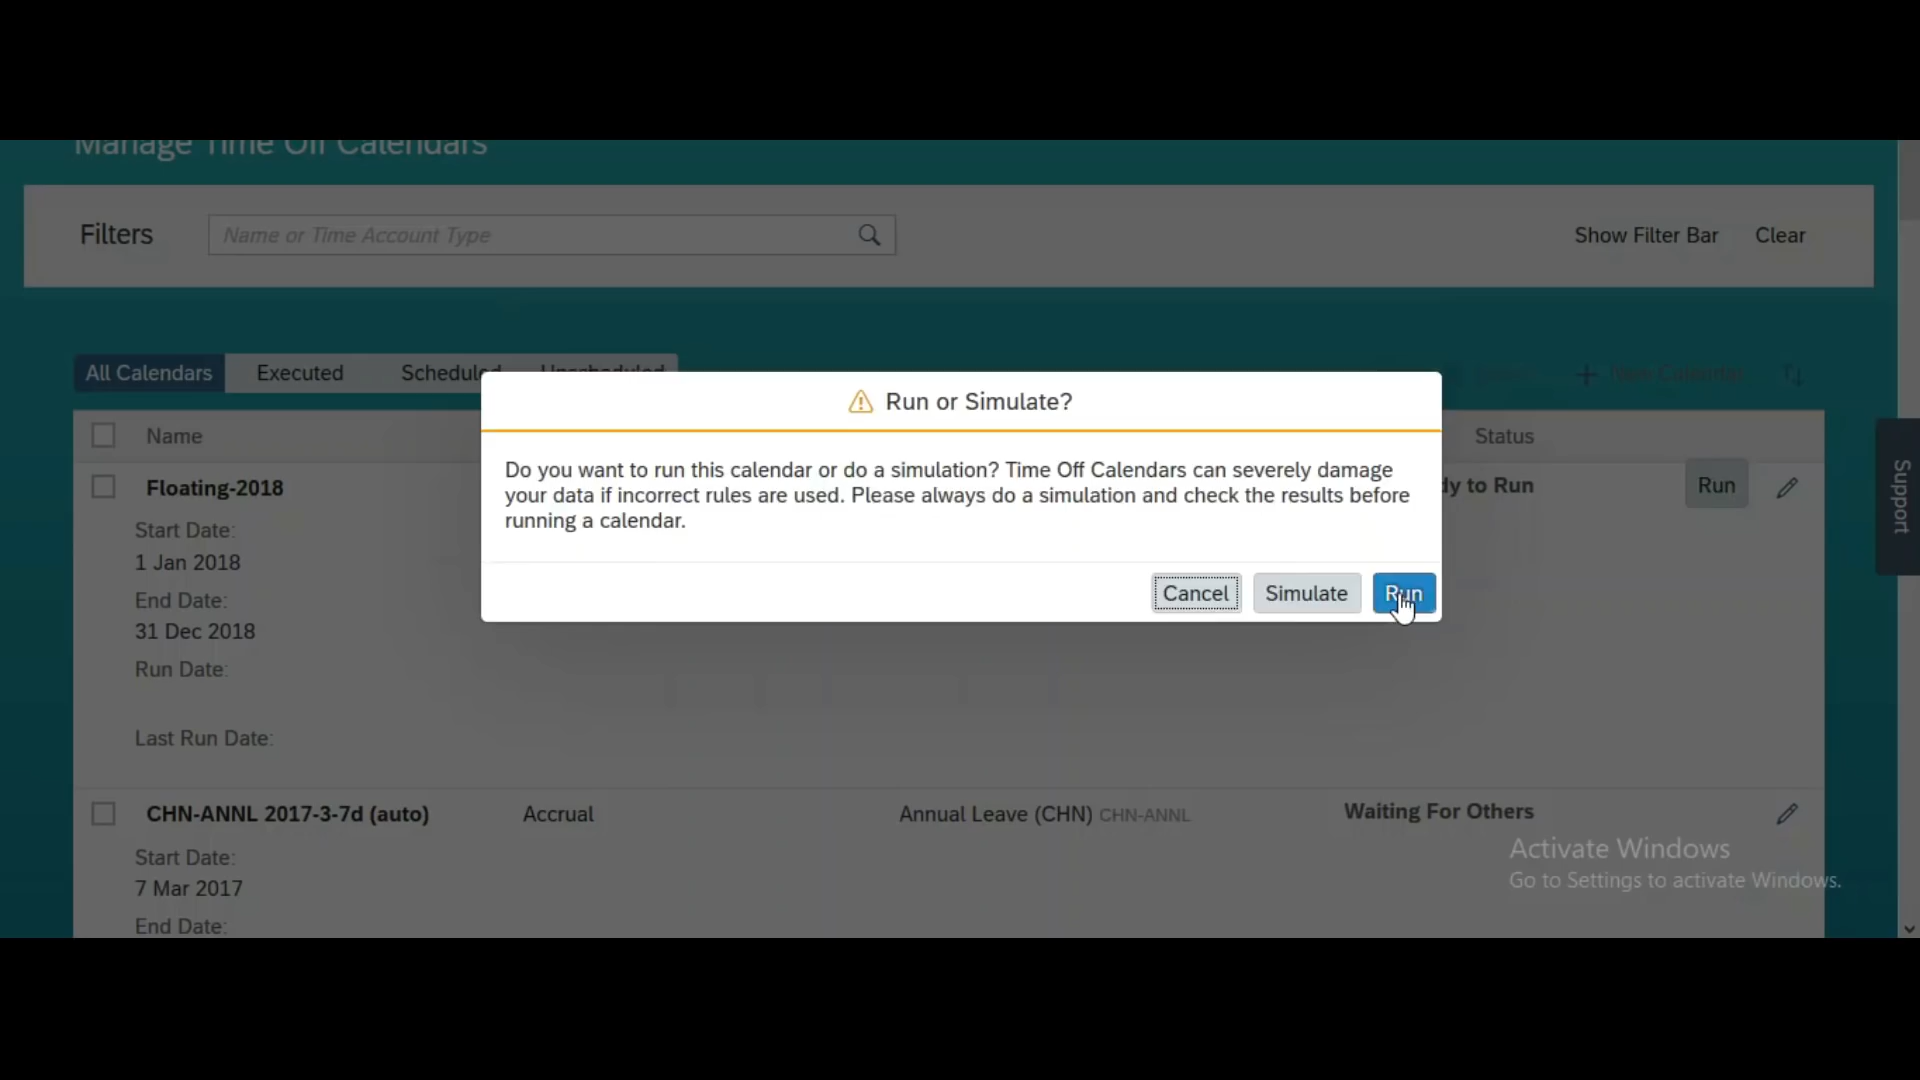 Manage Time Off Calendars
Filters
Name or Time Account Type
Show Filter Bar
Clear
All Calendars
Executed
Scheduled
Unscheduled
Name
Status
Run or Simulate?
Do you want to run this calendar or do a simulation? Time Off Calendars can severely damage
your data if incorrect rules are used. Please always do a simulation and check the results before
running a calendar.
Cancel
Simulate
Run
Floating-2018
dy to Run
Run
Support
Start Date:
1 Jan 2018
End Date:
31 Dec 2018
Run Date:
Last Run Date:
CHN-ANNL 2017-3-7d (auto)
Accrual
Annual Leave (CHN) CHN-ANNL
Waiting For Others
Start Date:
7 Mar 2017
End Date:
Activate Windows
Go to Settings to activate Windows.